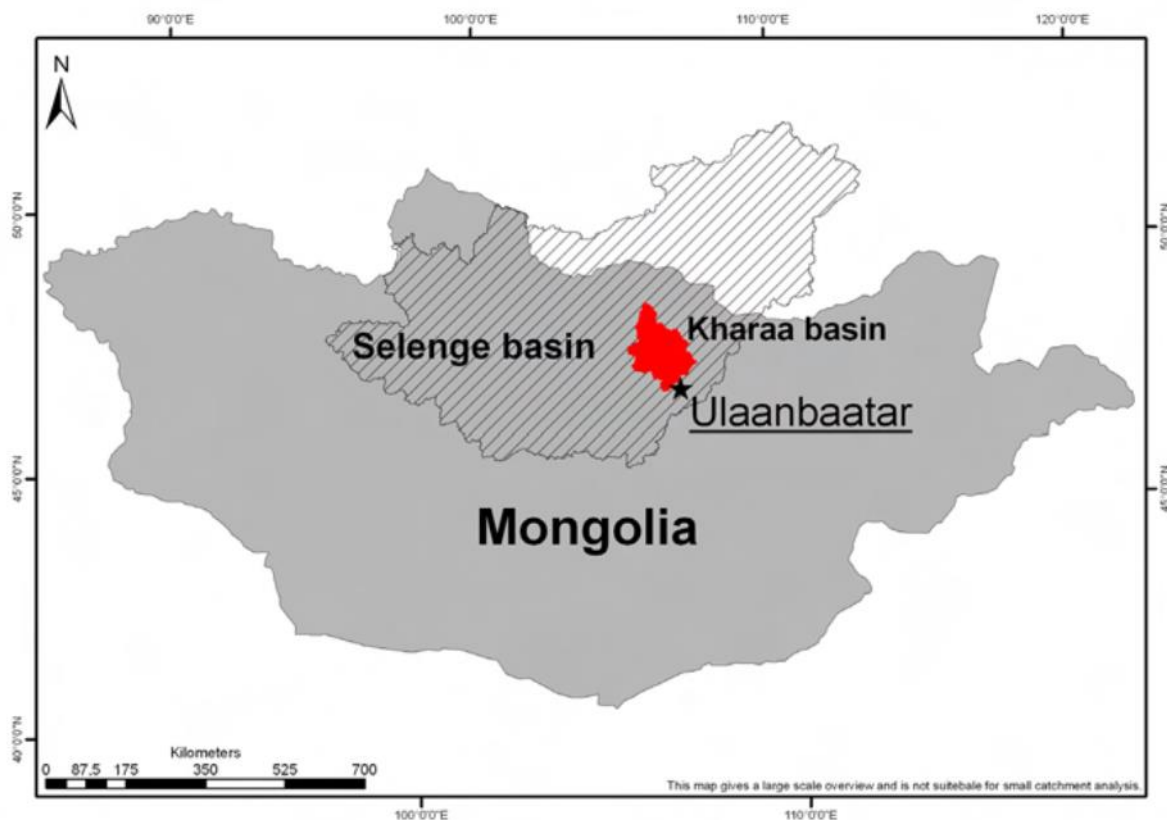 90°0'0"E 100°0'0"E 110°0'0"E 120°0'0"E
N
50°0'0"N
50°0'0"N
Kharaa basin
Selenge basin
Ulaanbaatar
45°0'0"N
45°0'0"N
Mongolia
40°0'0"N
Kilometers
0 87,5 175 350 525 700
This map gives a large scale overview and is not suitebale for small catchment analysis.
100°0'0"E 110°0'0"E